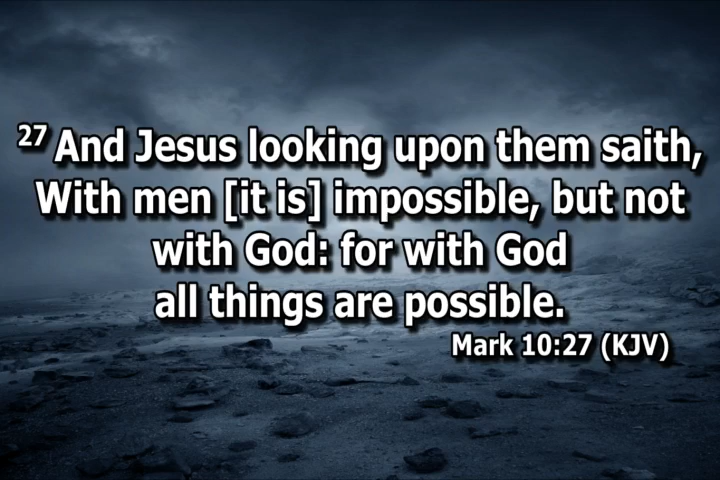 27 And Jesus looking upon them saith,
With men [it is] impossible, but not
with God: for with God
all things are possible.
Mark 10:27 (KJV)